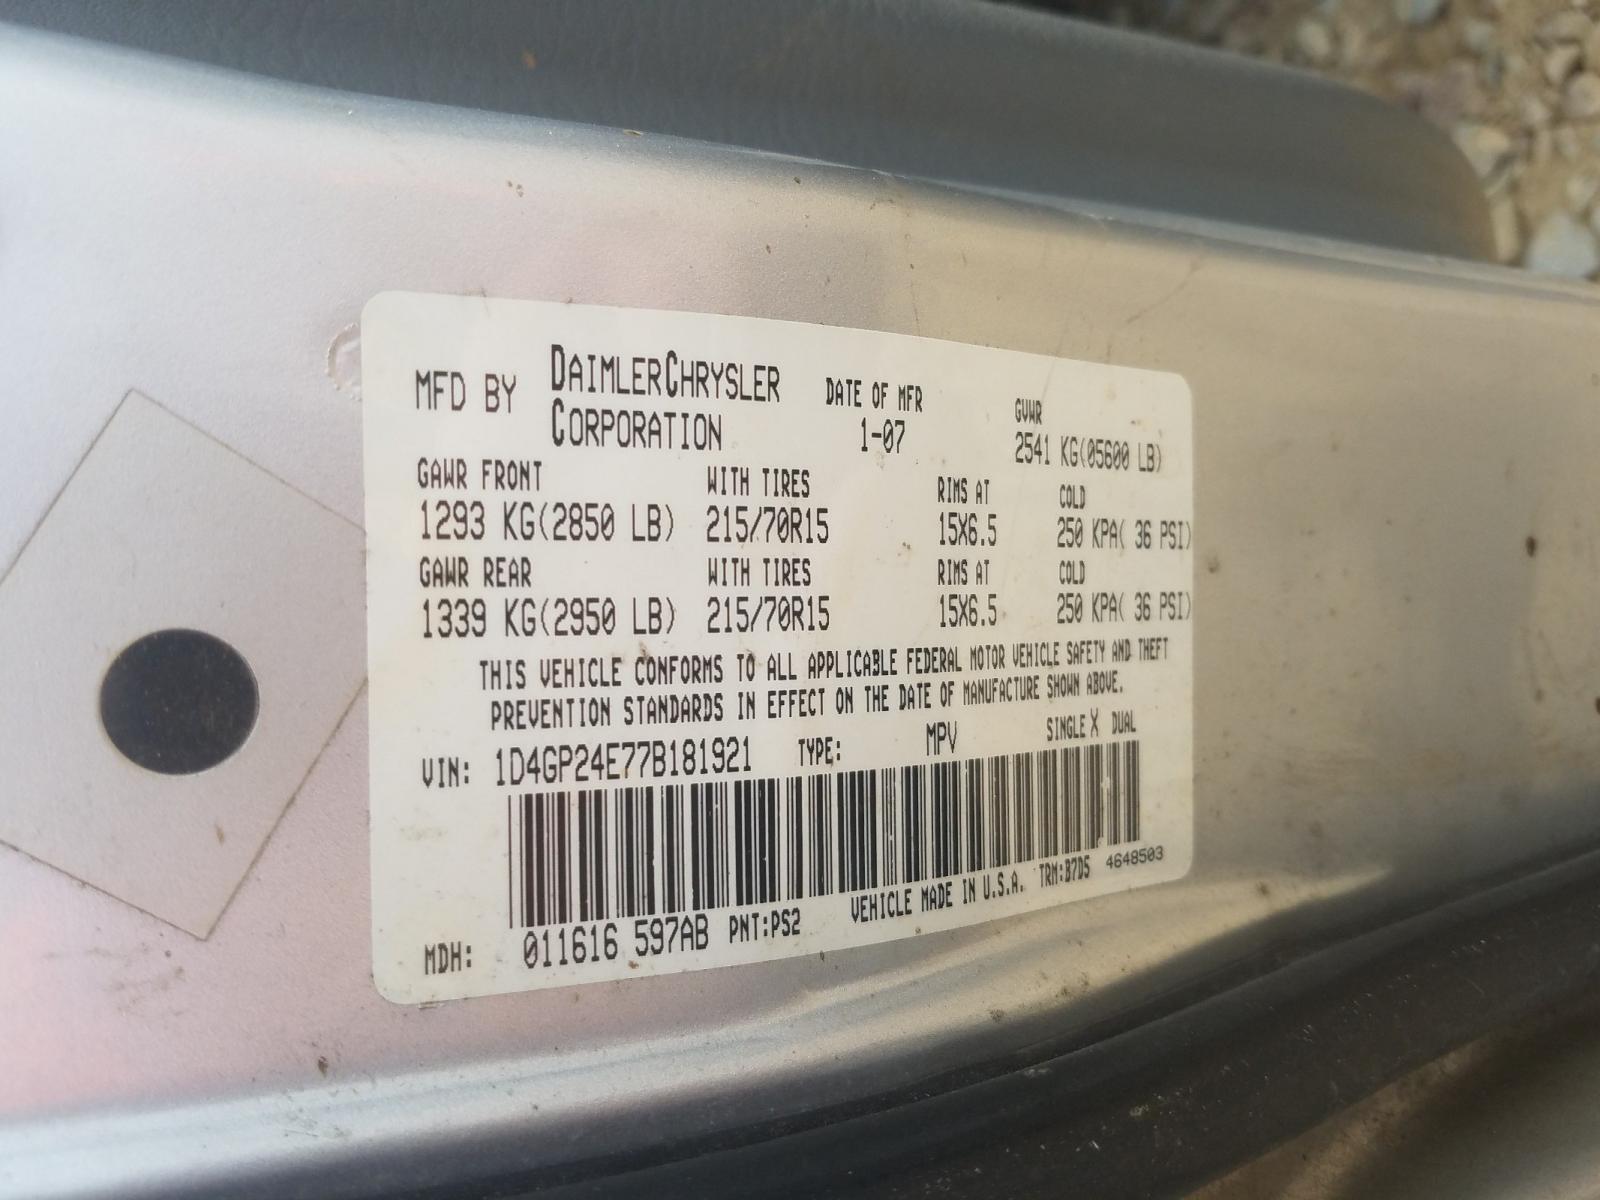 MFD BY DAIMLERCHRYSLER CORPORATION
DATE OF MFR 1-07
GVWR 2541 KG(05600 LB)
GAWR FRONT WITH TIRES RIMS AT COLD
1293 KG(2850 LB) 215/70R15 15X6.5 250 KPA( 36 PSI)
GAWR REAR WITH TIRES RIMS AT COLD
1339 KG(2950 LB) 215/70R15 15X6.5 250 KPA( 36 PSI)
THIS VEHICLE CONFORMS TO ALL APPLICABLE FEDERAL MOTOR VEHICLE SAFETY AND THEFT
PREVENTION STANDARDS IN EFFECT ON THE DATE OF MANUFACTURE SHOWN ABOVE.
VIN: 1D4GP24E77B181921 TYPE: MPV SINGLE X DUAL
MDH: 011616 597AB PNT:PS2 VEHICLE MADE IN U.S.A. TRM:B7D5 4648503